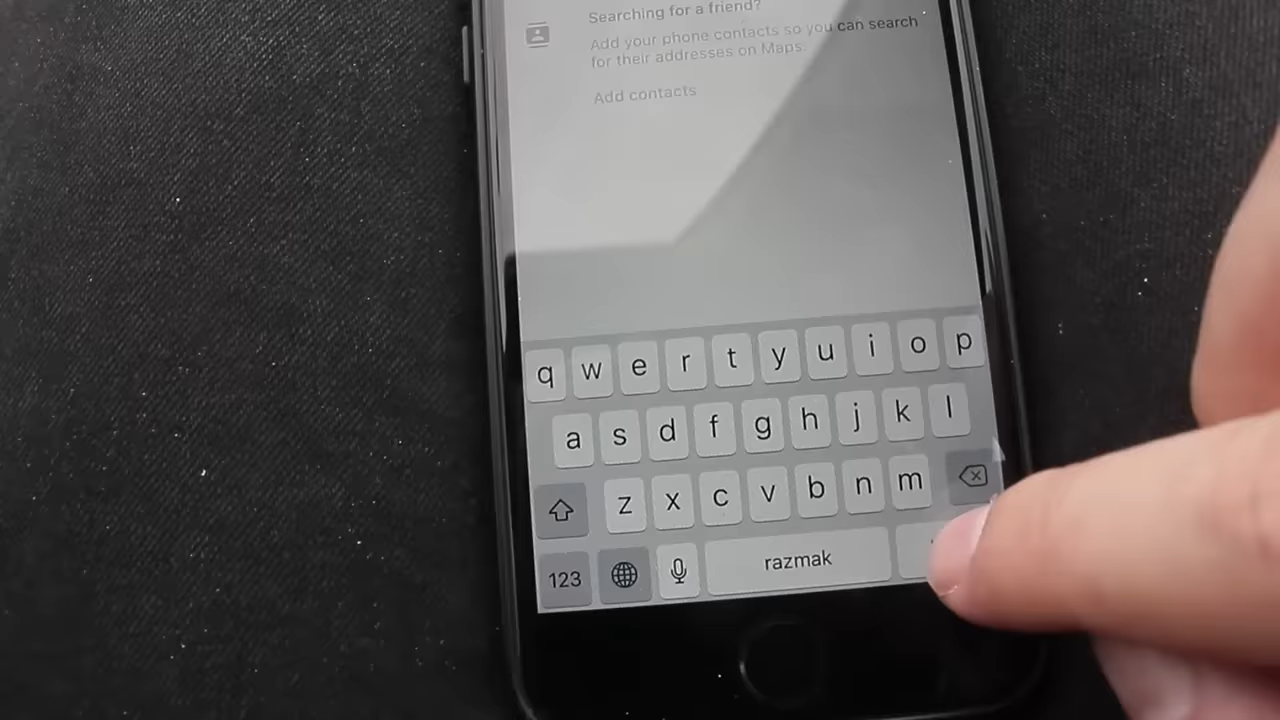 Searching for a friend?
Add your phone contacts so you can search
for their addresses on Maps.
Add contacts
q w e r t y u i o p
a s d f g h j k l
z x c v b n m
123 razmak